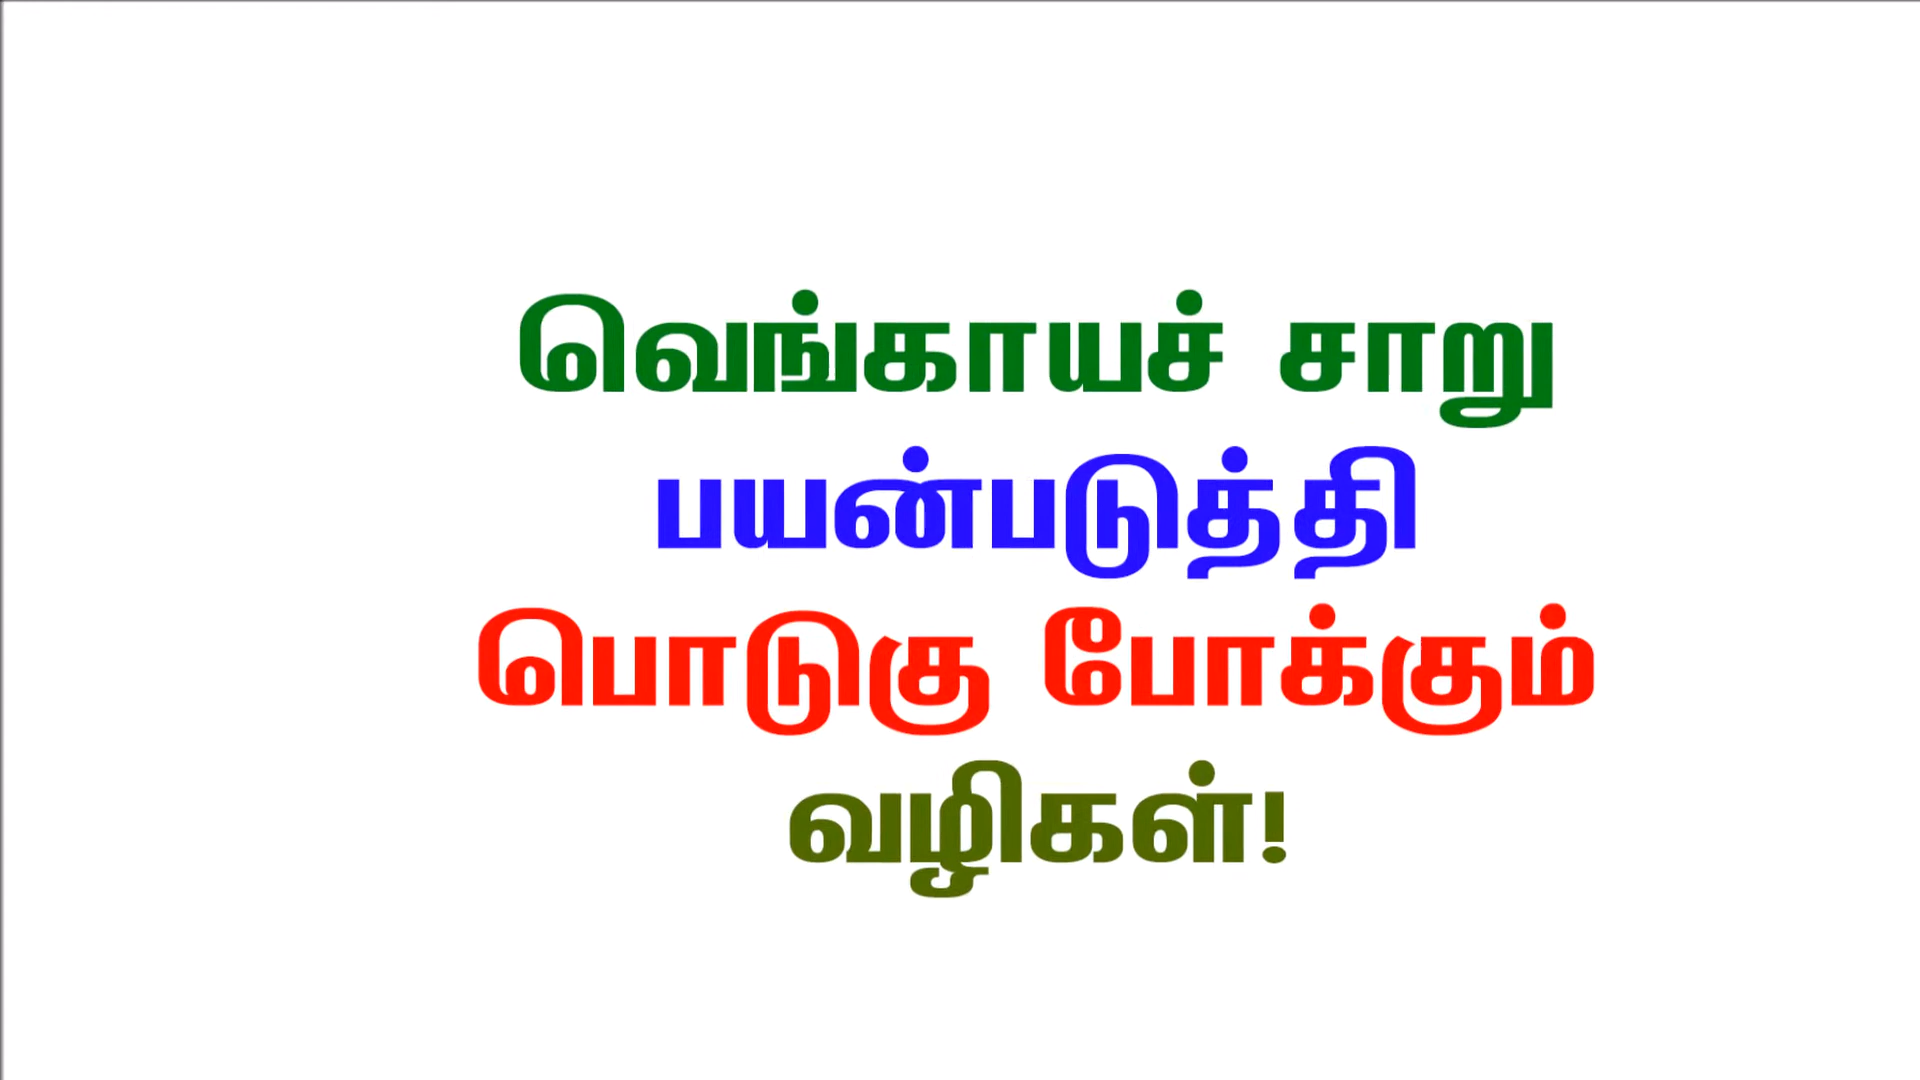 வெங்காயச் சாறு
பயன்படுத்தி
பொடுகு போக்கும்
வழிகள்!